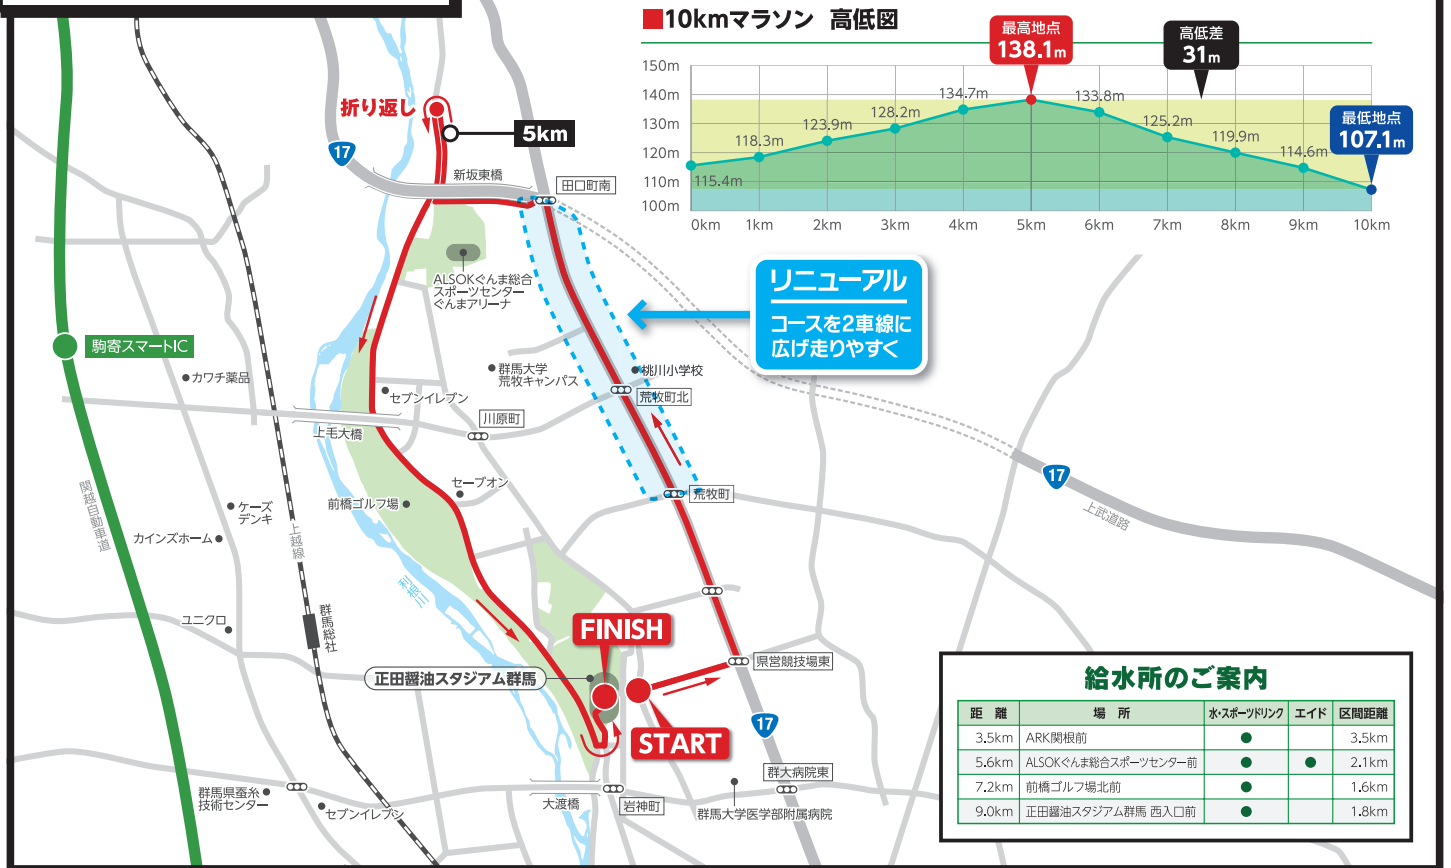 ■10kmマラソン 高低図
最高地点
138.1m
高低差
31m
最低地点
107.1m
150m
140m
130m
120m
110m
100m
115.4m
118.3m
123.9m
128.2m
134.7m
133.8m
125.2m
119.9m
114.6m
0km
1km
2km
3km
4km
5km
6km
7km
8km
9km
10km
折り返し
5km
17
新坂東橋
田口町南
ALSOKぐんま総合
スポーツセンター
ぐんまアリーナ
リニューアル
コースを2車線に
広げ走りやすく
駒寄スマートIC
カワチ薬品
群馬大学
荒牧キャンパス
桃川小学校
荒牧町北
セブンイレブン
川原町
上毛大橋
セーブオン
前橋ゴルフ場
荒牧町
17
上武道路
関越自動車道
ケーズ
デンキ
カインズホーム
上越線
利根川
ユニクロ
群馬総社
FINISH
正田醤油スタジアム群馬
県営競技場東
START
17
群大病院東
群馬県蚕糸
技術センター
セブンイレブン
大渡橋
岩神町
群馬大学医学部附属病院
給水所のご案内
距離 場所 水・スポーツドリンク エイド 区間距離
3.5km ARK関根前 ● 3.5km
5.6km ALSOKぐんま総合スポーツセンター前 ● ● 2.1km
7.2km 前橋ゴルフ場北前 ● 1.6km
9.0km 正田醤油スタジアム群馬 西入口前 ● 1.8km